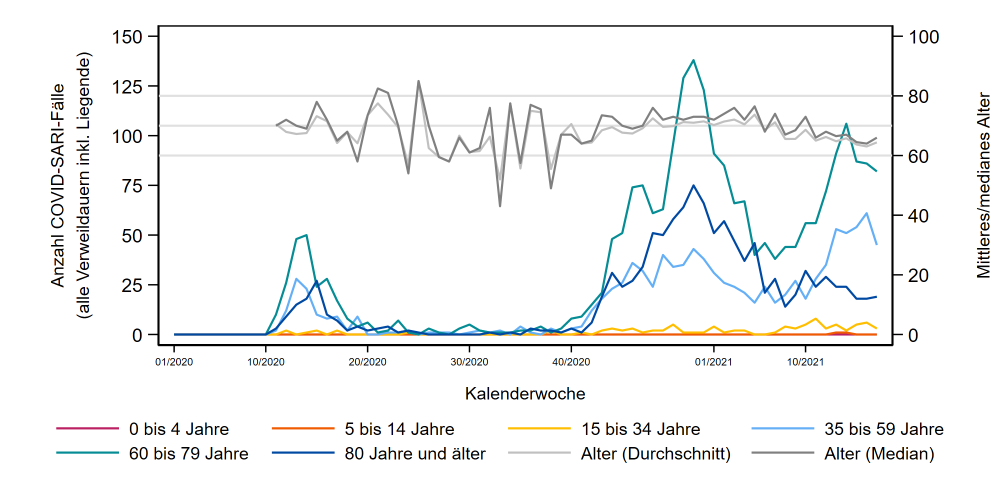 Anzahl COVID-SARI-Fälle
(alle Verweildauern inkl. Liegende)
150
125
100
75
50
25
0
100
80
60
40
20
0
Mittleres/medianes Alter
01/2020 10/2020 20/2020 30/2020 40/2020 01/2021 10/2021
Kalenderwoche
0 bis 4 Jahre 5 bis 14 Jahre 15 bis 34 Jahre 35 bis 59 Jahre
60 bis 79 Jahre 80 Jahre und älter Alter (Durchschnitt) Alter (Median)